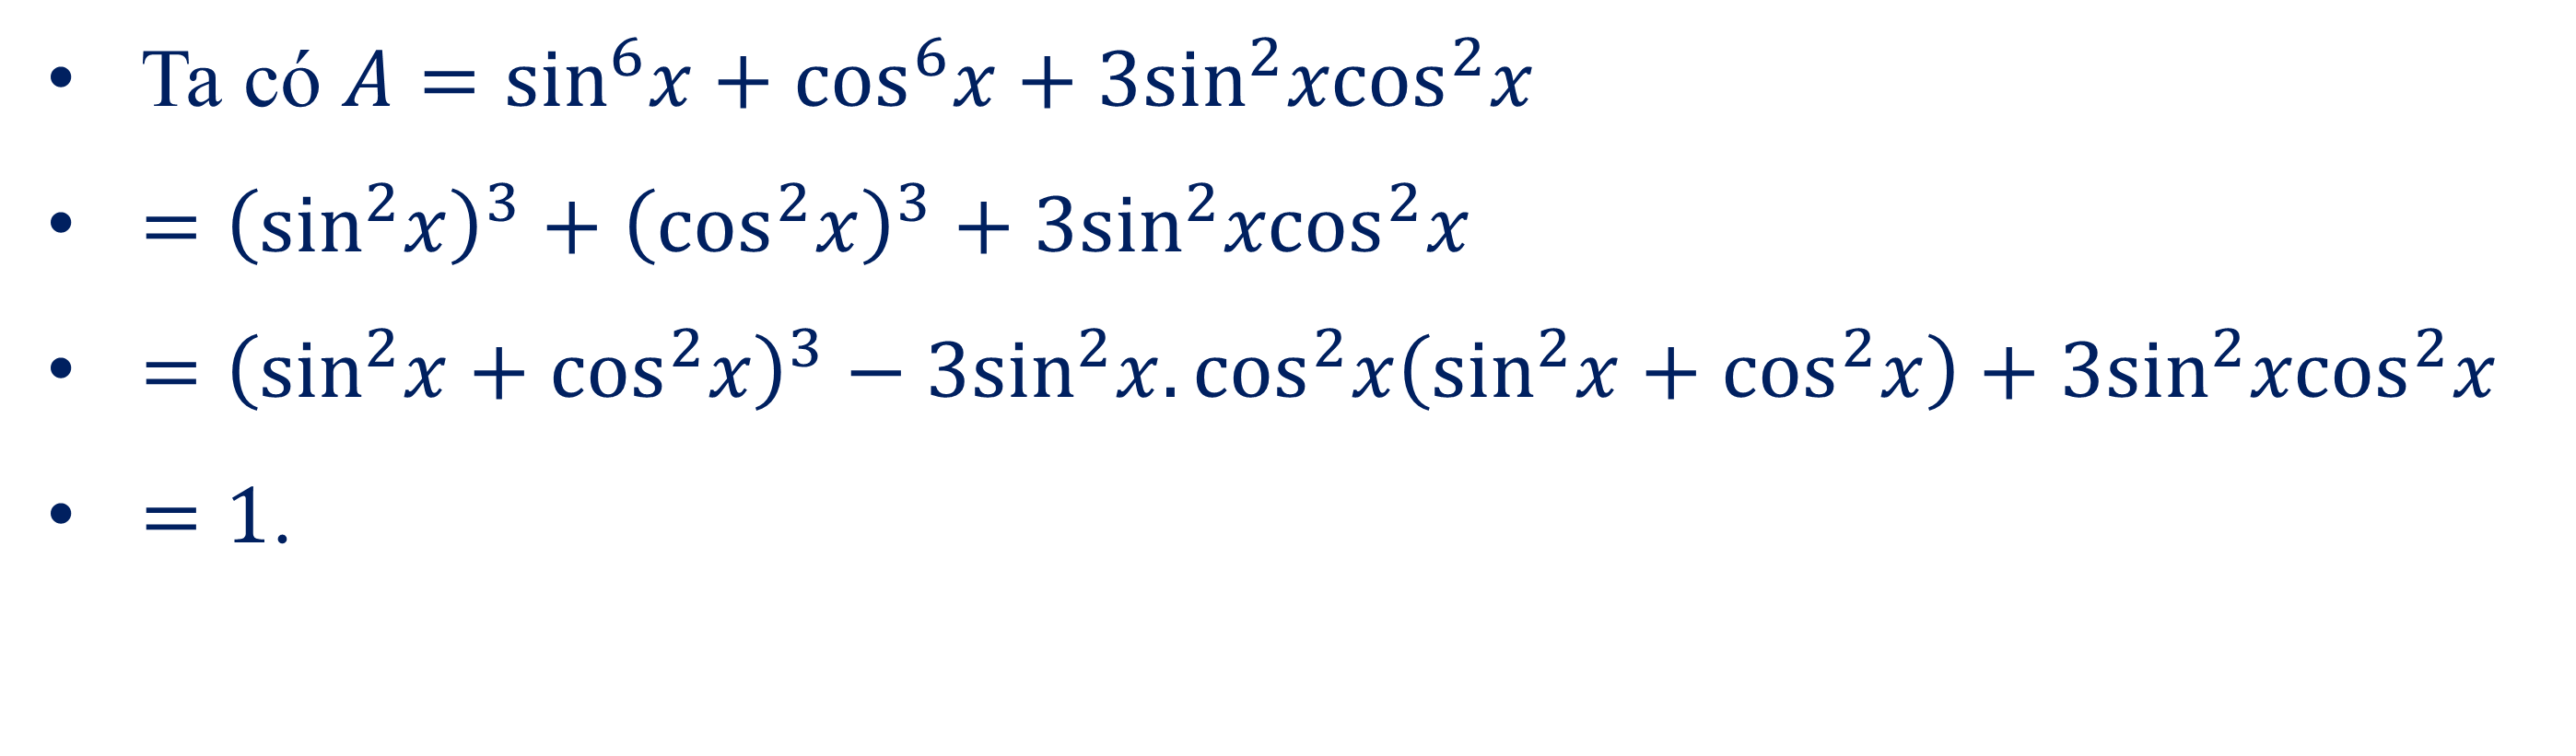 • Ta có A = sin⁶x + cos⁶x + 3sin²xcos²x
• = (sin²x)³ + (cos²x)³ + 3sin²xcos²x
• = (sin²x + cos²x)³ − 3sin²x. cos²x(sin²x + cos²x) + 3sin²xcos²x
• = 1.